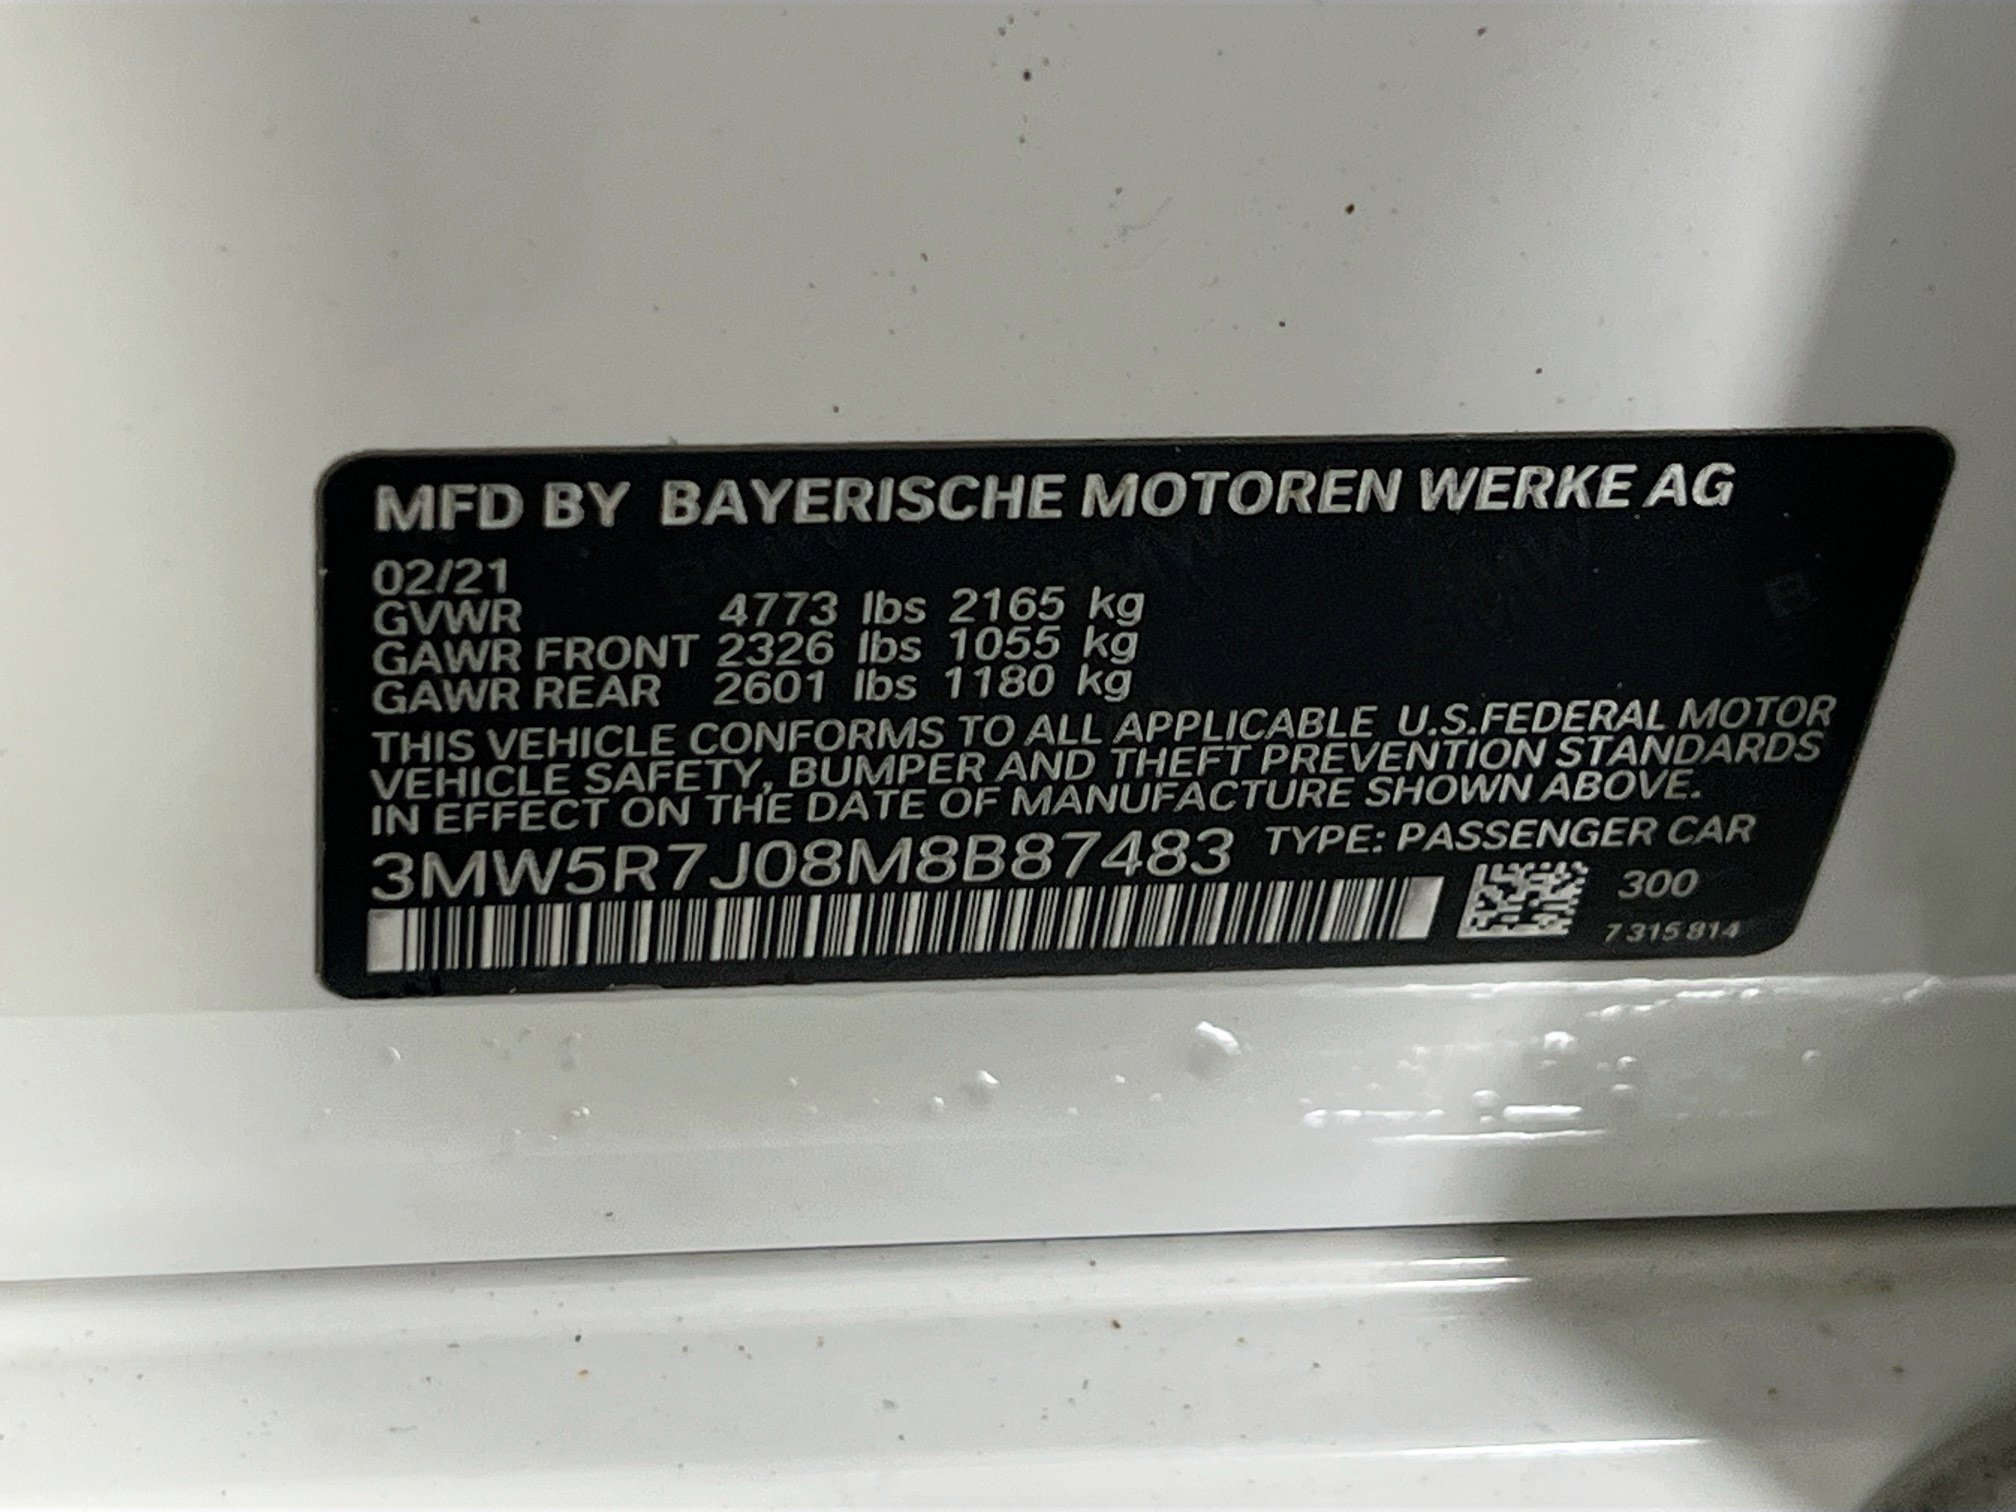 MFD BY BAYERISCHE MOTOREN WERKE AG
02/21
GVWR 4773 lbs 2165 kg
GAWR FRONT 2326 lbs 1055 kg
GAWR REAR 2601 lbs 1180 kg
THIS VEHICLE CONFORMS TO ALL APPLICABLE U.S.FEDERAL MOTOR
VEHICLE SAFETY, BUMPER AND THEFT PREVENTION STANDARDS
IN EFFECT ON THE DATE OF MANUFACTURE SHOWN ABOVE.
3MW5R7J08M8B87483 TYPE: PASSENGER CAR
300
7 315 814